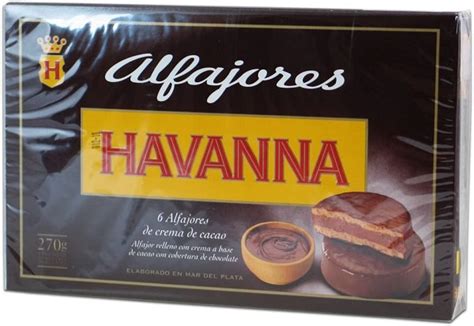 H
Alfajores
HAVANNA
6 Alfajores
de crema de cacao
Alfajor relleno con crema a base
de cacao con cobertura de chocolate
270g
ELABORADO EN MAR DEL PLATA